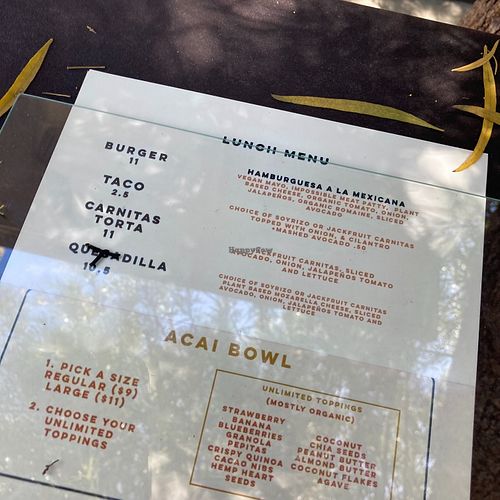 LUNCH MENU
BURGER
11
HAMBURGUESA A LA MEXICANA
VEGAN MAYO, IMPOSSIBLE MEAT PATTY, PLANT
BASED CHEESE, ORGANIC TOMATO, ONION,
JALAPEÑOS, ORGANIC ROMAINE, SLICED
AVOCADO
TACO
2.5
CHOICE OF SOYRIZO OR JACKFRUIT CARNITAS
TOPPED WITH ONION, & CILANTRO
+MASHED AVOCADO .50
CARNITAS
TORTA
11
JACKFRUIT CARNITAS, SLICED
AVOCADO, ONION, JALAPEÑOS TOMATO
AND LETTUCE
QUESADILLA
10.5
CHOICE OF SOYRIZO OR JACKFRUIT CARNITAS
PLANT BASED MOZARELLA CHEESE, SLICED
AVOCADO, ONION, JALAPEÑOS TOMATO AND
LETTUCE
HappyCow
ACAI BOWL
1. PICK A SIZE
REGULAR ($9)
LARGE ($11)
2. CHOOSE YOUR
UNLIMITED
TOPPINGS
UNLIMITED TOPPINGS
(MOSTLY ORGANIC)
STRAWBERRY
BANANA
BLUEBERRIES
GRANOLA
PEPITAS
CRISPY QUINOA
CACAO NIBS
HEMP HEART
SEEDS
COCONUT
CHIA SEEDS
PEANUT BUTTER
ALMOND BUTTER
COCONUT FLAKES
AGAVE